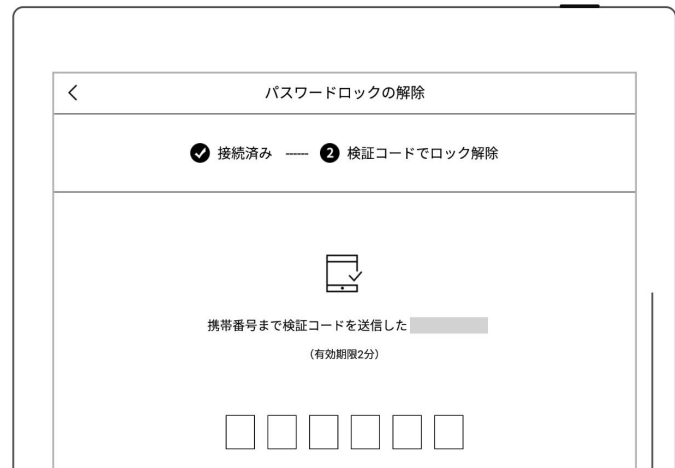 パスワードロックの解除
接続済み ----- 2 検証コードでロック解除
携帯番号まで検証コードを送信した
（有効期限2分）